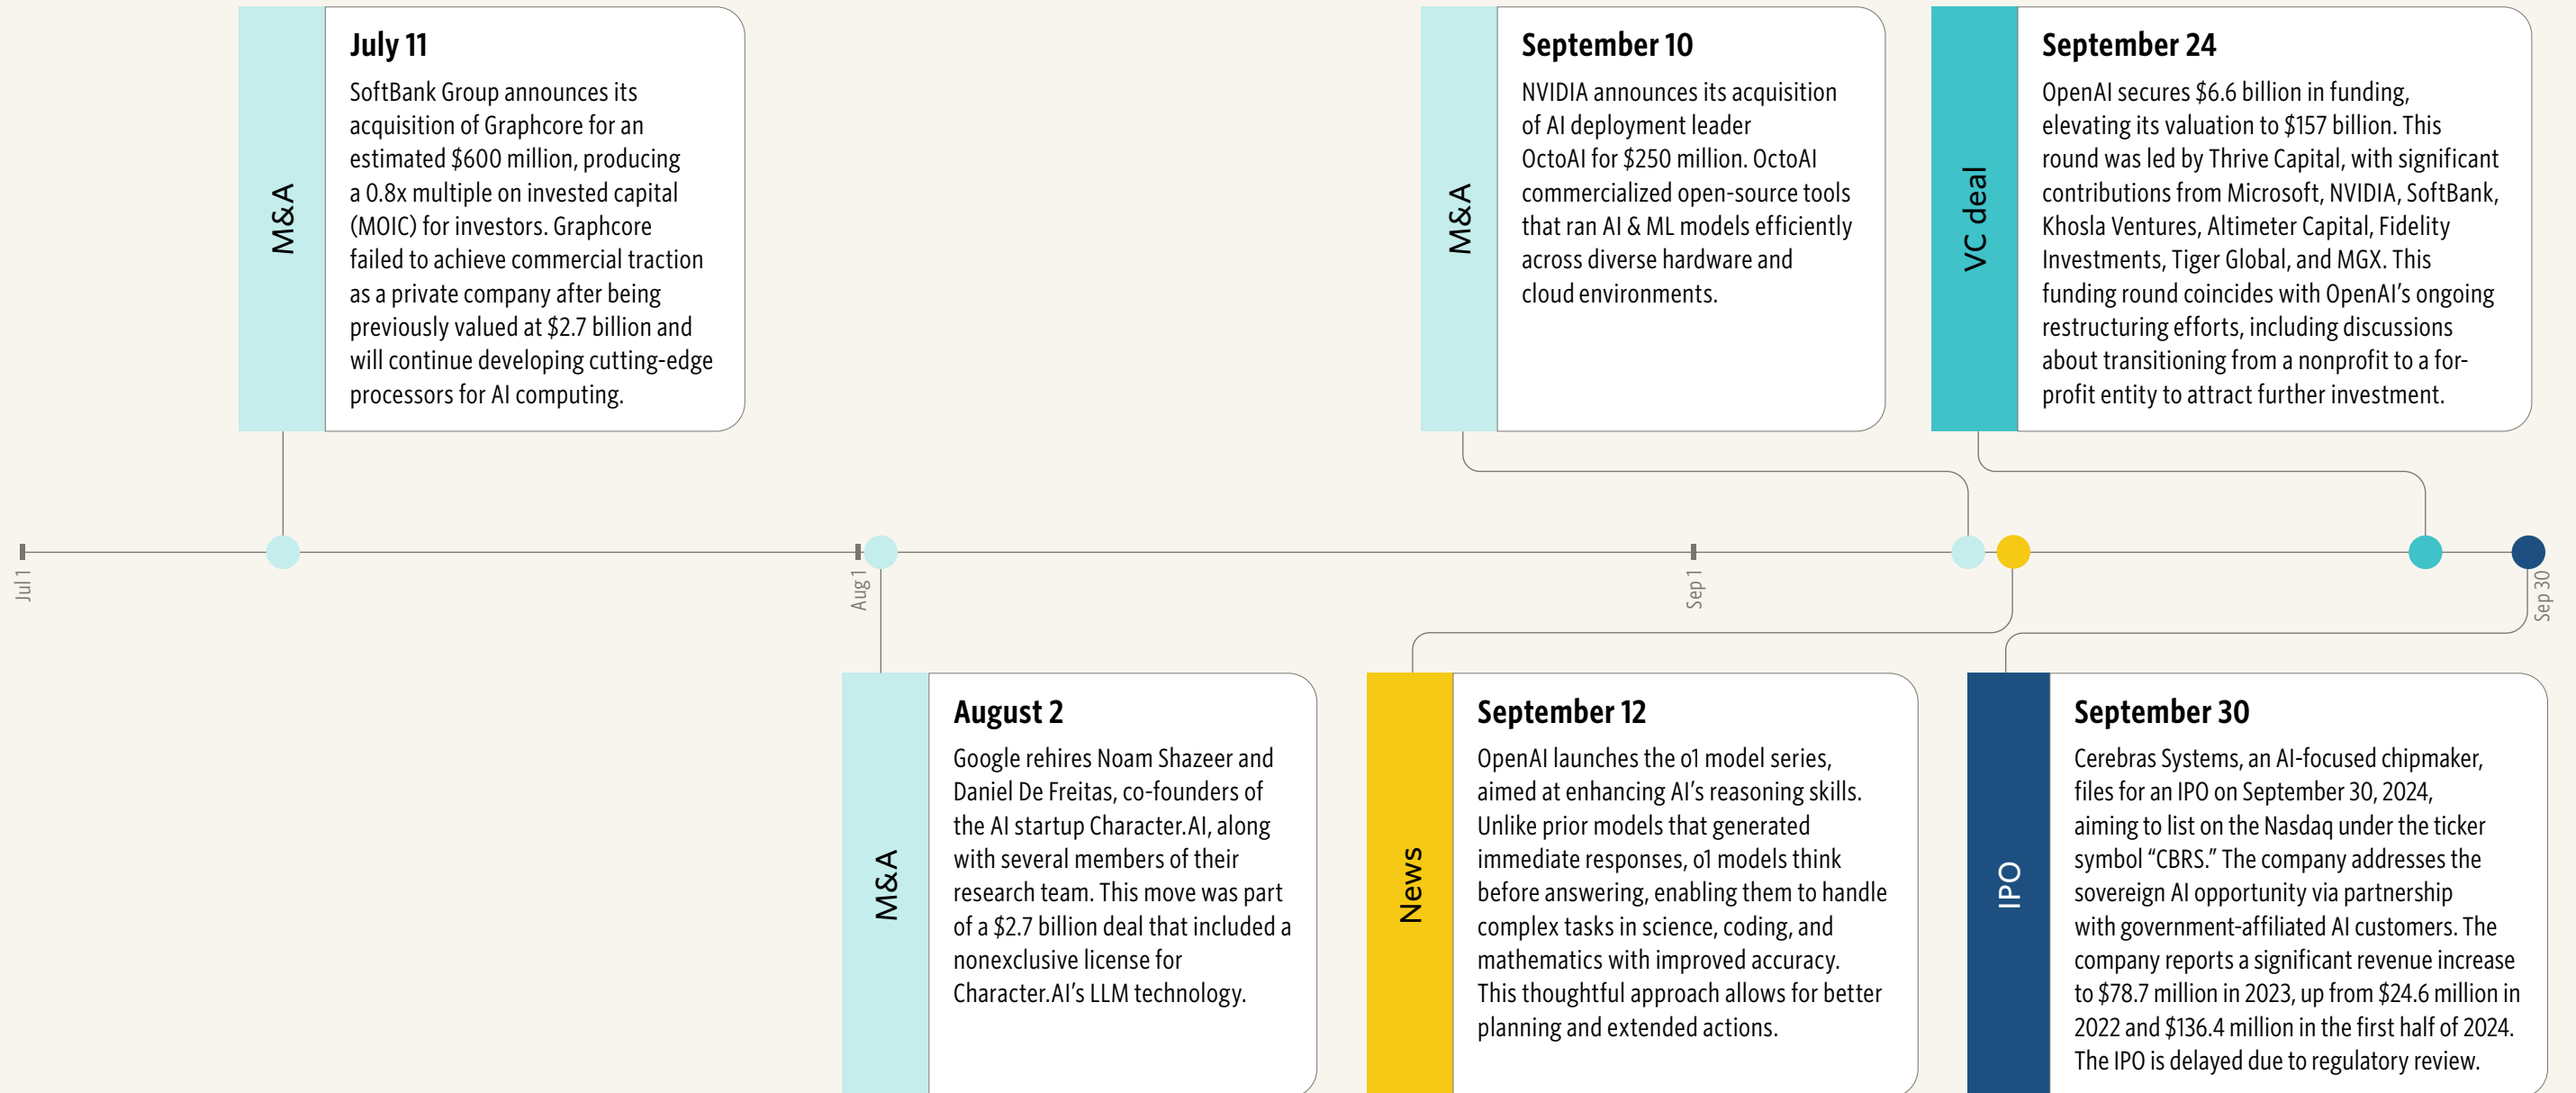 M&A
July 11
SoftBank Group announces its
acquisition of Graphcore for an
estimated $600 million, producing
a 0.8x multiple on invested capital
(MOIC) for investors. Graphcore
failed to achieve commercial traction
as a private company after being
previously valued at $2.7 billion and
will continue developing cutting-edge
processors for AI computing.
M&A
September 10
NVIDIA announces its acquisition
of AI deployment leader
OctoAI for $250 million. OctoAI
commercialized open-source tools
that ran AI & ML models efficiently
across diverse hardware and
cloud environments.
VC deal
September 24
OpenAI secures $6.6 billion in funding,
elevating its valuation to $157 billion. This
round was led by Thrive Capital, with significant
contributions from Microsoft, NVIDIA, SoftBank,
Khosla Ventures, Altimeter Capital, Fidelity
Investments, Tiger Global, and MGX. This
funding round coincides with OpenAI’s ongoing
restructuring efforts, including discussions
about transitioning from a nonprofit to a for-
profit entity to attract further investment.
Jul 1
Aug 1
Sep 1
Sep 30
M&A
August 2
Google rehires Noam Shazeer and
Daniel De Freitas, co-founders of
the AI startup Character.AI, along
with several members of their
research team. This move was part
of a $2.7 billion deal that included a
nonexclusive license for
Character.AI’s LLM technology.
News
September 12
OpenAI launches the o1 model series,
aimed at enhancing AI’s reasoning skills.
Unlike prior models that generated
immediate responses, o1 models think
before answering, enabling them to handle
complex tasks in science, coding, and
mathematics with improved accuracy.
This thoughtful approach allows for better
planning and extended actions.
IPO
September 30
Cerebras Systems, an AI-focused chipmaker,
files for an IPO on September 30, 2024,
aiming to list on the Nasdaq under the ticker
symbol “CBRS.” The company addresses the
sovereign AI opportunity via partnership
with government-affiliated AI customers. The
company reports a significant revenue increase
to $78.7 million in 2023, up from $24.6 million in
2022 and $136.4 million in the first half of 2024.
The IPO is delayed due to regulatory review.